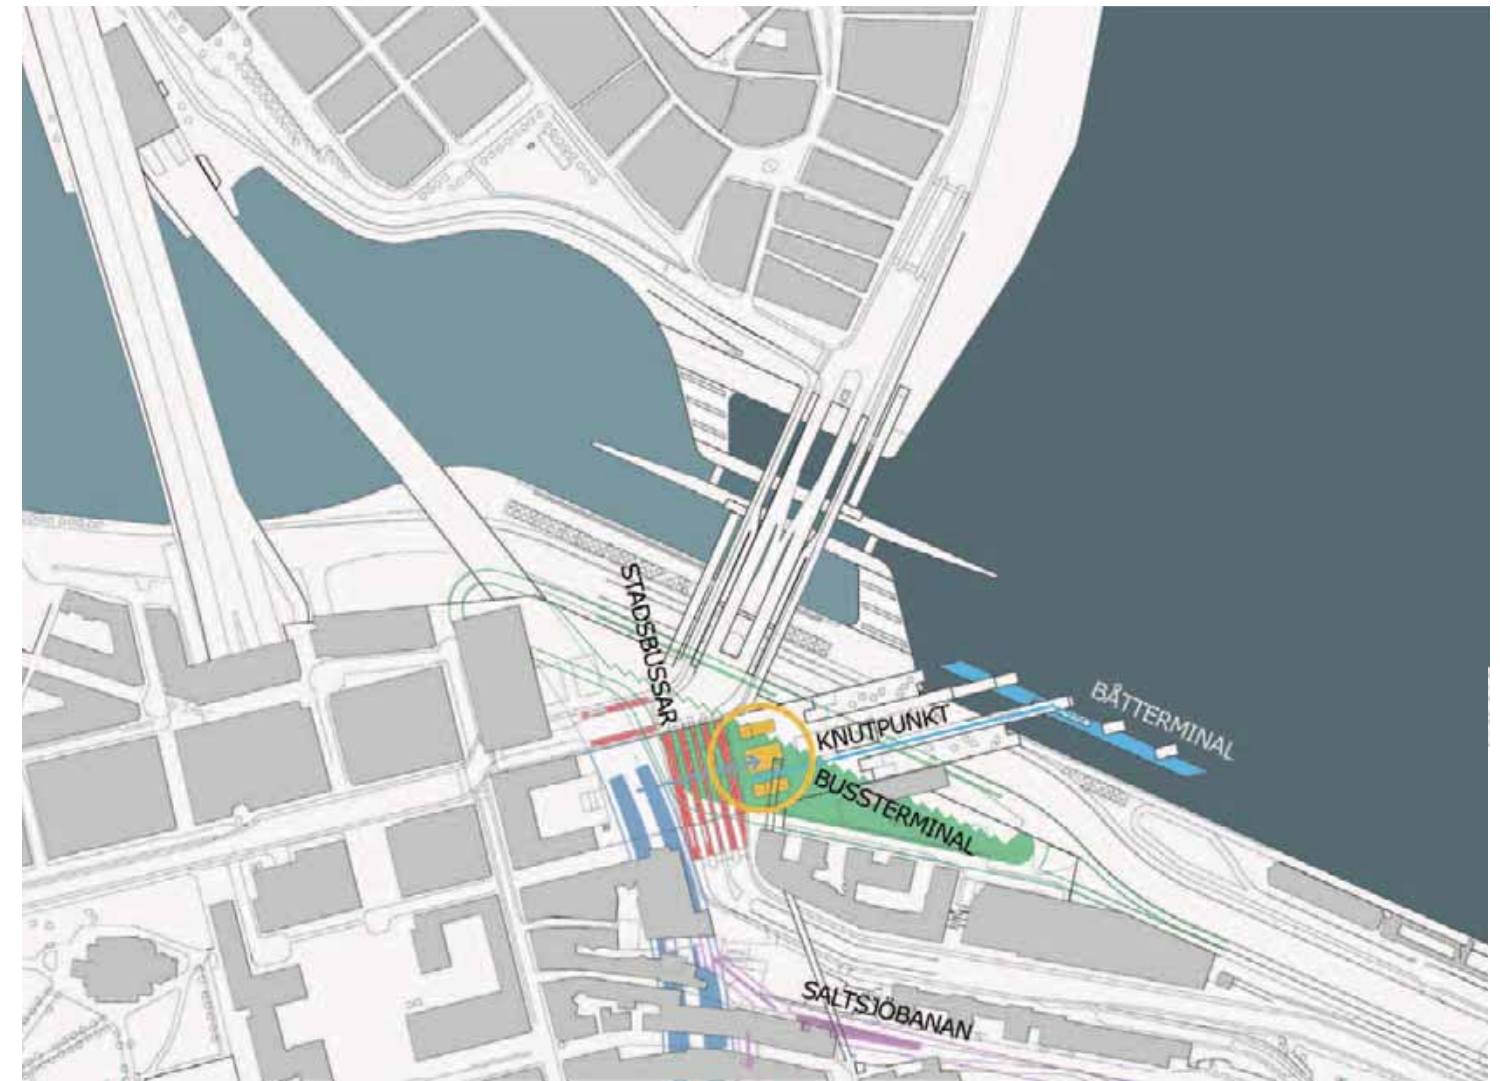 STADSBUSSAR
BÅTTERMINAL
KNUTPUNKT
BUSSTERMINAL
SALTSJÖBANAN